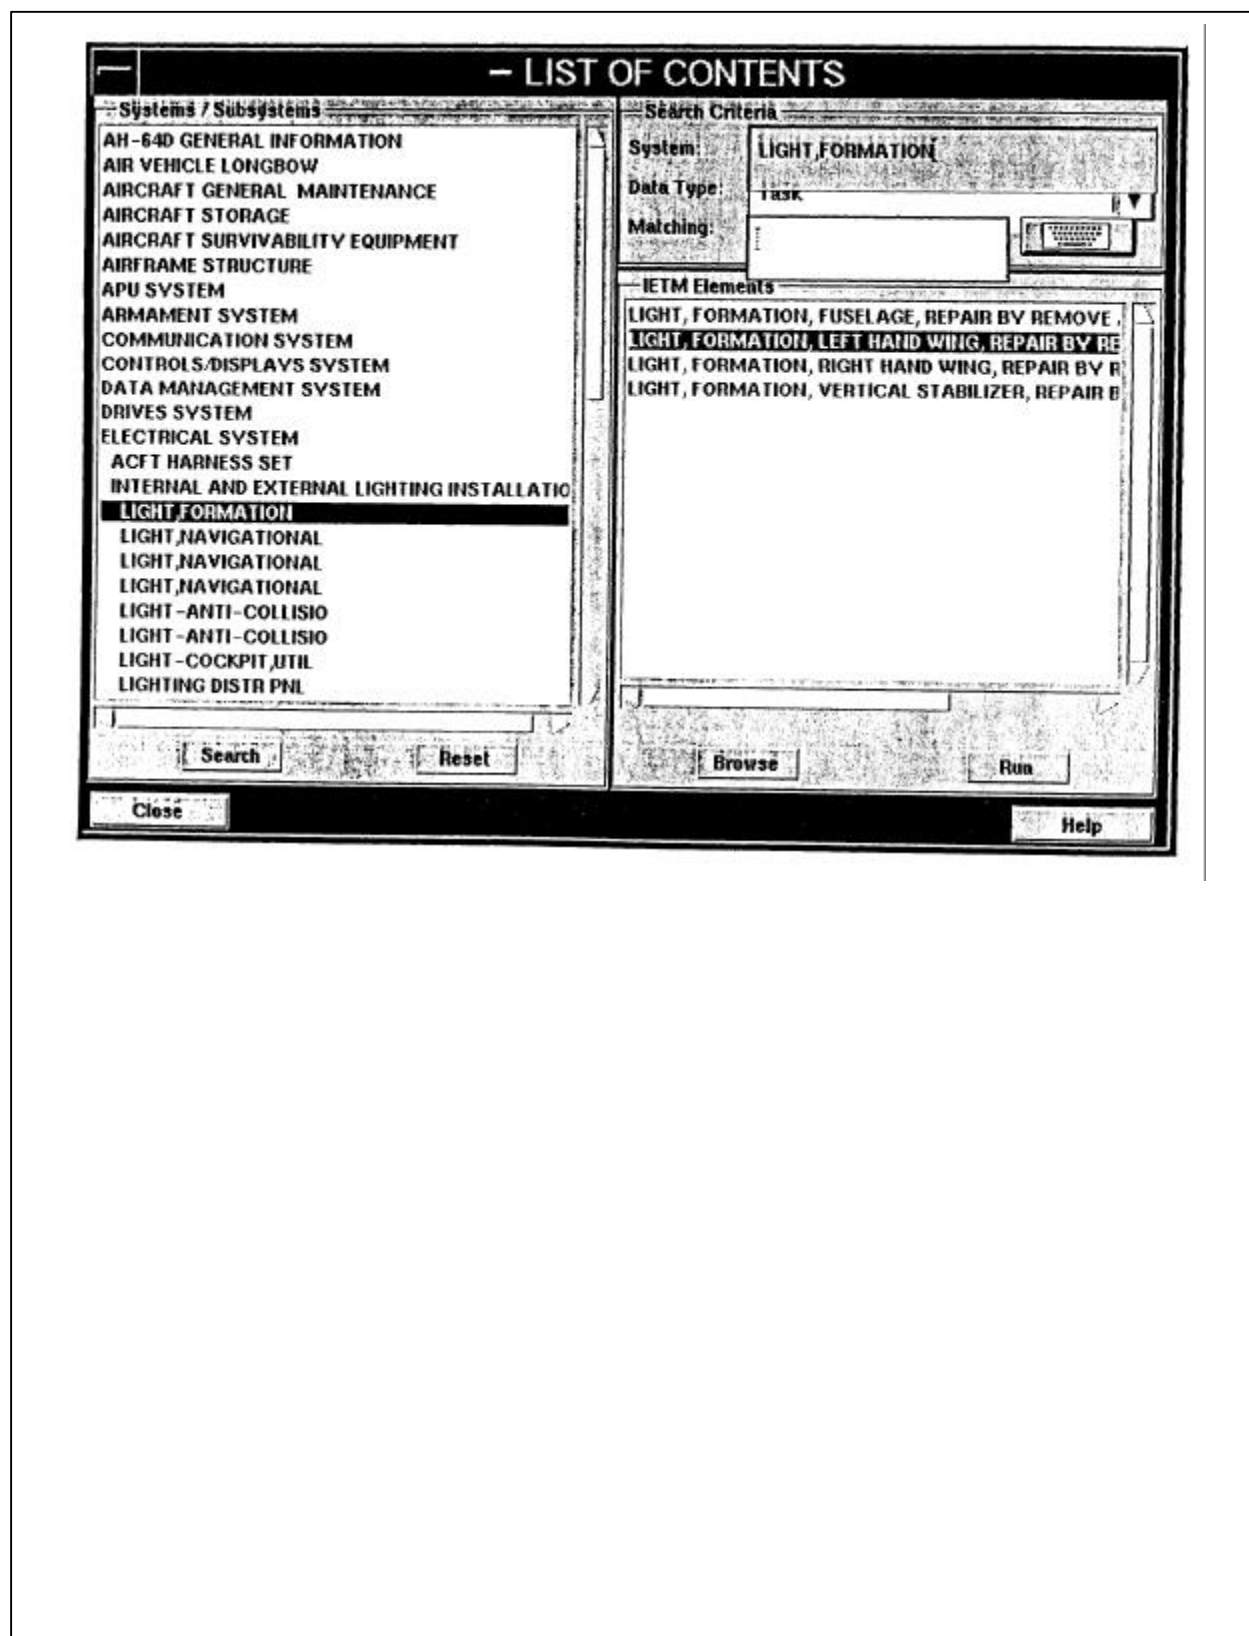 – LIST OF CONTENTS
Systems / Subsystems
AH-64D GENERAL INFORMATION
AIR VEHICLE LONGBOW
AIRCRAFT GENERAL MAINTENANCE
AIRCRAFT STORAGE
AIRCRAFT SURVIVABILITY EQUIPMENT
AIRFRAME STRUCTURE
APU SYSTEM
ARMAMENT SYSTEM
COMMUNICATION SYSTEM
CONTROLS/DISPLAYS SYSTEM
DATA MANAGEMENT SYSTEM
DRIVES SYSTEM
ELECTRICAL SYSTEM
ACFT HARNESS SET
INTERNAL AND EXTERNAL LIGHTING INSTALLATIO
LIGHT,FORMATION
LIGHT,NAVIGATIONAL
LIGHT,NAVIGATIONAL
LIGHT,NAVIGATIONAL
LIGHT-ANTI-COLLISIO
LIGHT-ANTI-COLLISIO
LIGHT-COCKPIT,UTIL
LIGHTING DISTR PNL
Search
Reset
Search Criteria
System: LIGHT,FORMATION
Data Type: Task
Matching:
IETM Elements
LIGHT, FORMATION, FUSELAGE, REPAIR BY REMOVE ,
LIGHT, FORMATION, LEFT HAND WING, REPAIR BY RE
LIGHT, FORMATION, RIGHT HAND WING, REPAIR BY R
LIGHT, FORMATION, VERTICAL STABILIZER, REPAIR B
Browse
Run
Close
Help